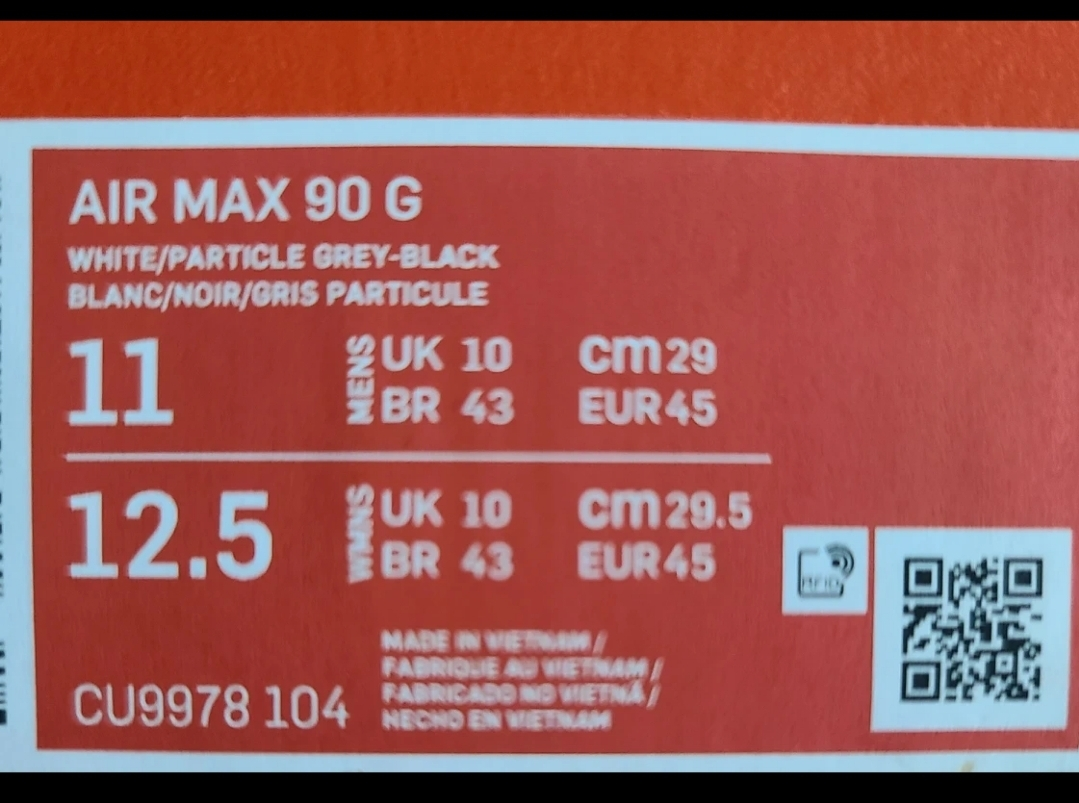 AIR MAX 90 G
WHITE/PARTICLE GREY-BLACK
BLANC/NOIR/GRIS PARTICULE
11 MENS UK 10 cm 29
BR 43 EUR 45
12.5 WMNS UK 10 cm 29.5
BR 43 EUR 45
RFID
MADE IN VIETNAM /
FABRIQUE AU VIETNAM /
FABRICADO NO VIETNÃ /
HECHO EN VIETNAM
CU9978 104